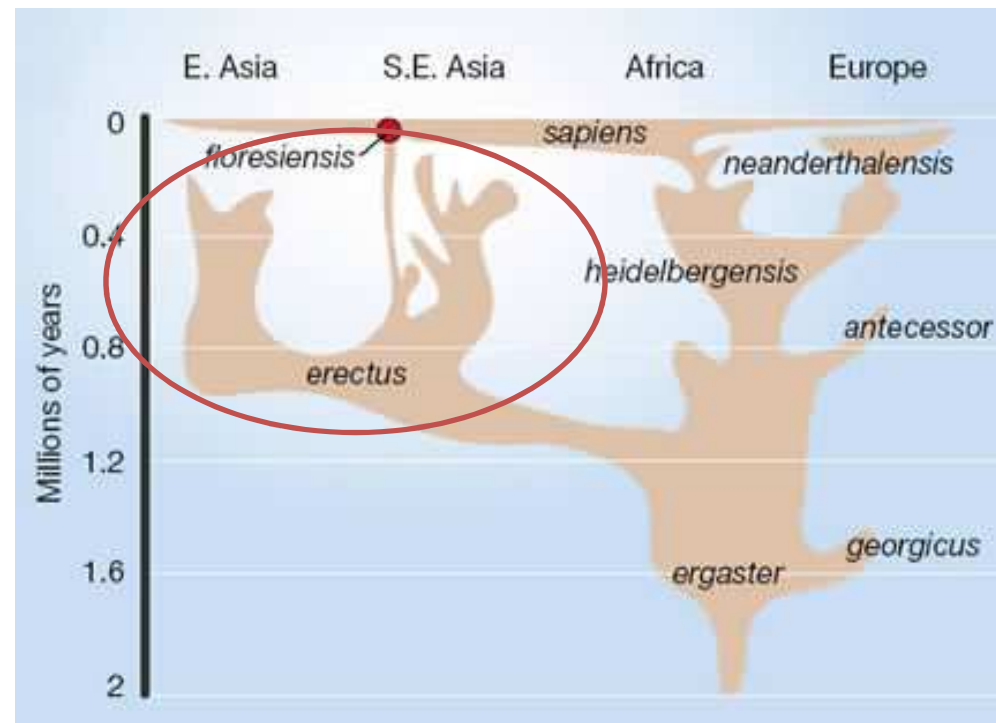 E. Asia S.E. Asia Africa Europe
0
sapiens
floresiensis
neanderthalensis
0.4
heidelbergensis
antecessor
0.8
erectus
Millions of years
1.2
georgicus
1.6
ergaster
2